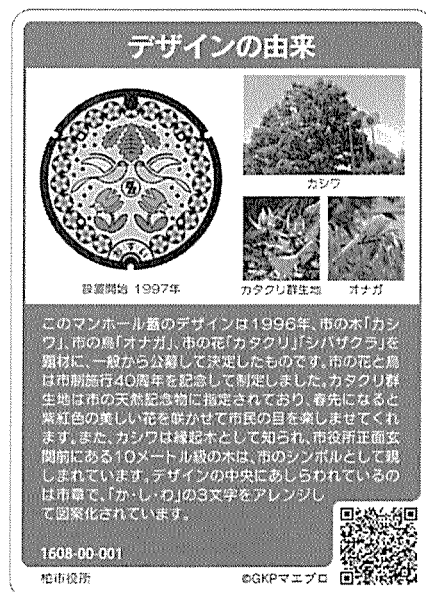 デザインの由来
カシワ
設置開始 1997年
カタクリ群生地
オナガ
このマンホール蓋のデザインは1996年、市の木「カシ
ワ」、市の鳥「オナガ」、市の花「カタクリ」「シバザクラ」を
題材に、一般から公募して決定したものです。市の花と鳥
は市制施行40周年を記念して制定しました。カタクリ群
生地は市の天然記念物に指定されており、春先になると
紫紅色の美しい花を咲かせて市民の目を楽しませてくれ
ます。また、カシワは縁起木として知られ、市役所正面玄
関前にある10メートル級の木は、市のシンボルとして親
しまれています。デザインの中央にあしらわれているの
は市章で、「か・し・わ」の3文字をアレンジし
て図案化されています。
1608-00-001
柏市役所
©GKPマエプロ